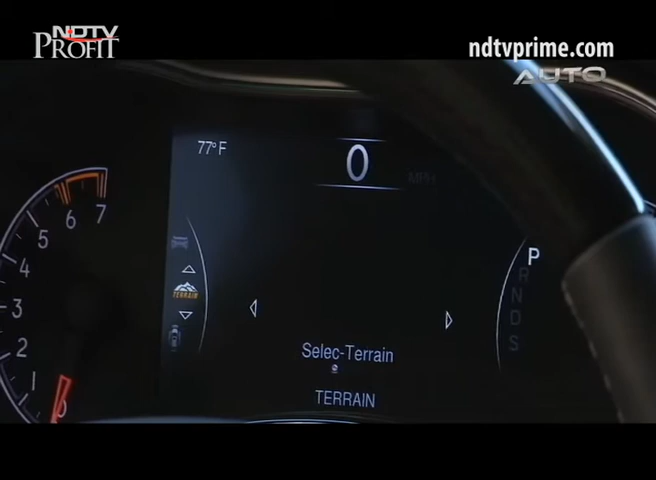 NDTV
PROFIT
ndtvprime.com
AUTO
77°F
0
MPH
7
6
5
4
3
2
1
0
TERRAIN
P
R
N
D
S
Selec-Terrain
TERRAIN